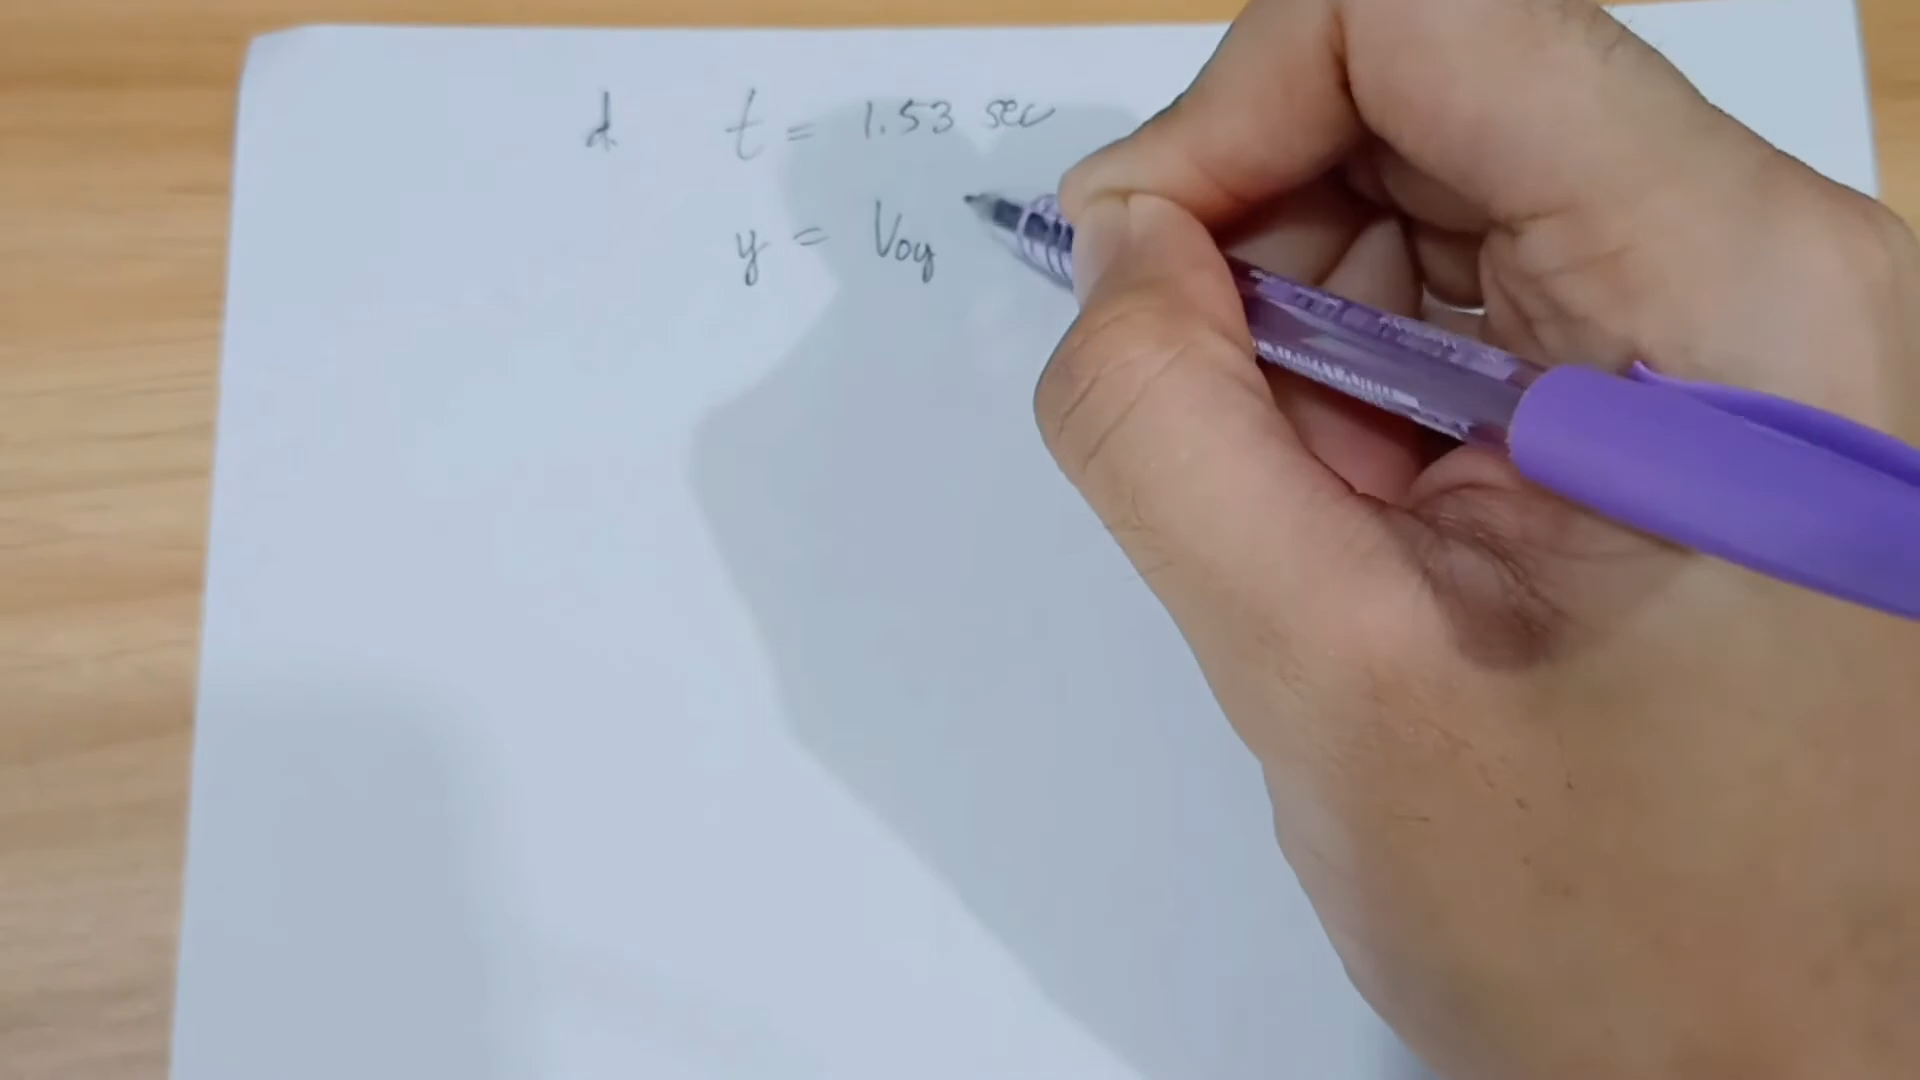 d t = 1.53 sec
y = Voy